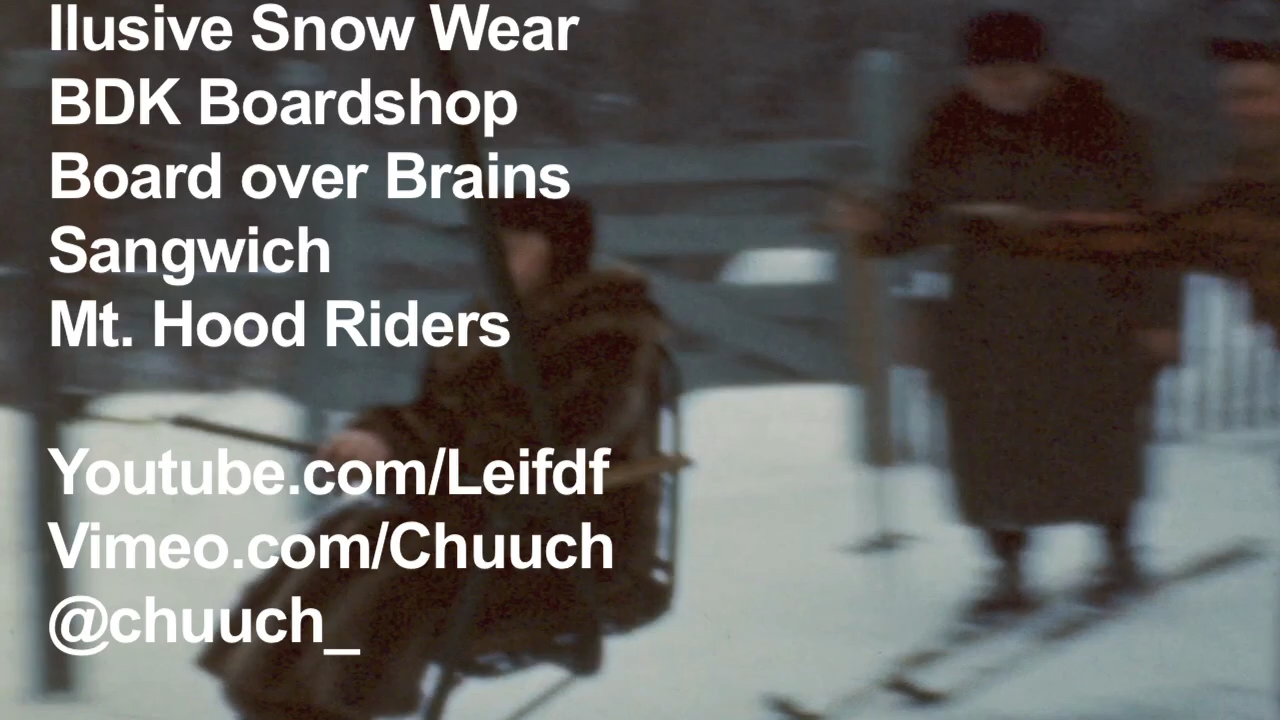 Ilusive Snow Wear
BDK Boardshop
Board over Brains
Sangwich
Mt. Hood Riders
Youtube.com/Leifdf
Vimeo.com/Chuuch
@chuuch_